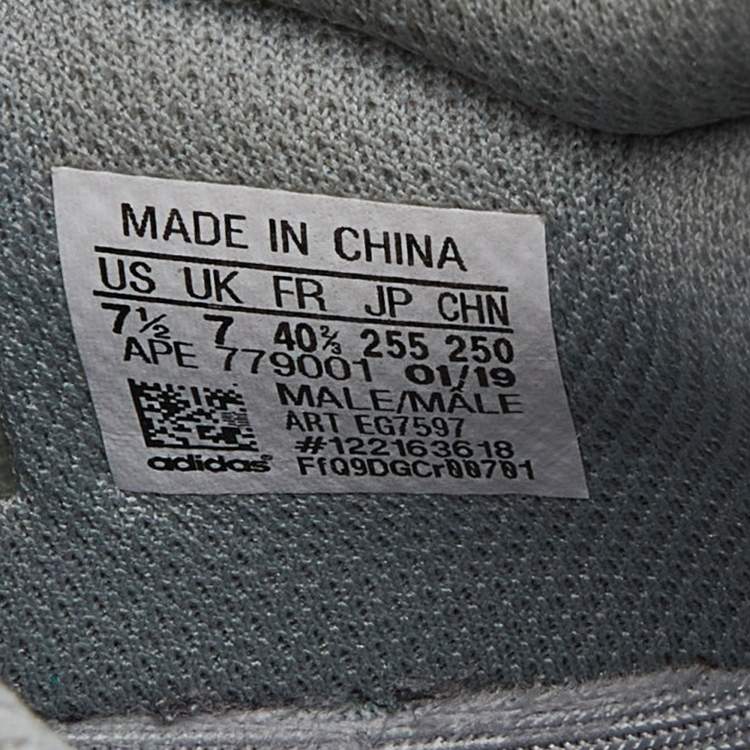 MADE IN CHINA
US UK FR JP CHN
7½ 7 40⅔ 255 250
APE 779001 01/19
MALE/MÂLE
ART EG7597
#122163618
adidas FfQ9DGCr00701